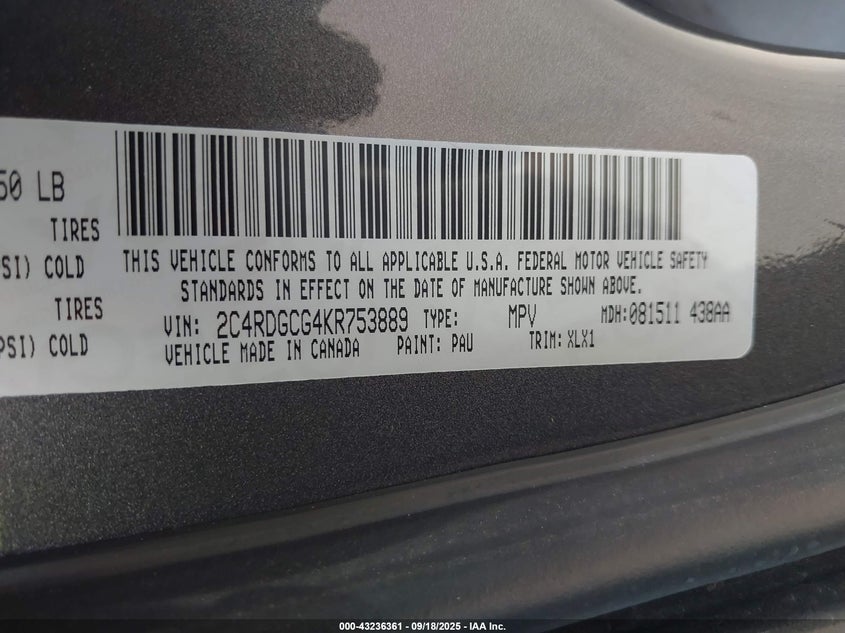 50 LB
TIRES
PSI) COLD
TIRES
PSI) COLD
THIS VEHICLE CONFORMS TO ALL APPLICABLE U.S.A. FEDERAL MOTOR VEHICLE SAFETY
STANDARDS IN EFFECT ON THE DATE OF MANUFACTURE SHOWN ABOVE.
VIN: 2C4RDGCG4KR753889 TYPE: MPV MDH:081511 438AA
VEHICLE MADE IN CANADA PAINT: PAU TRIM: XLX1
000-43236361 - 09/18/2025 - IAA Inc.